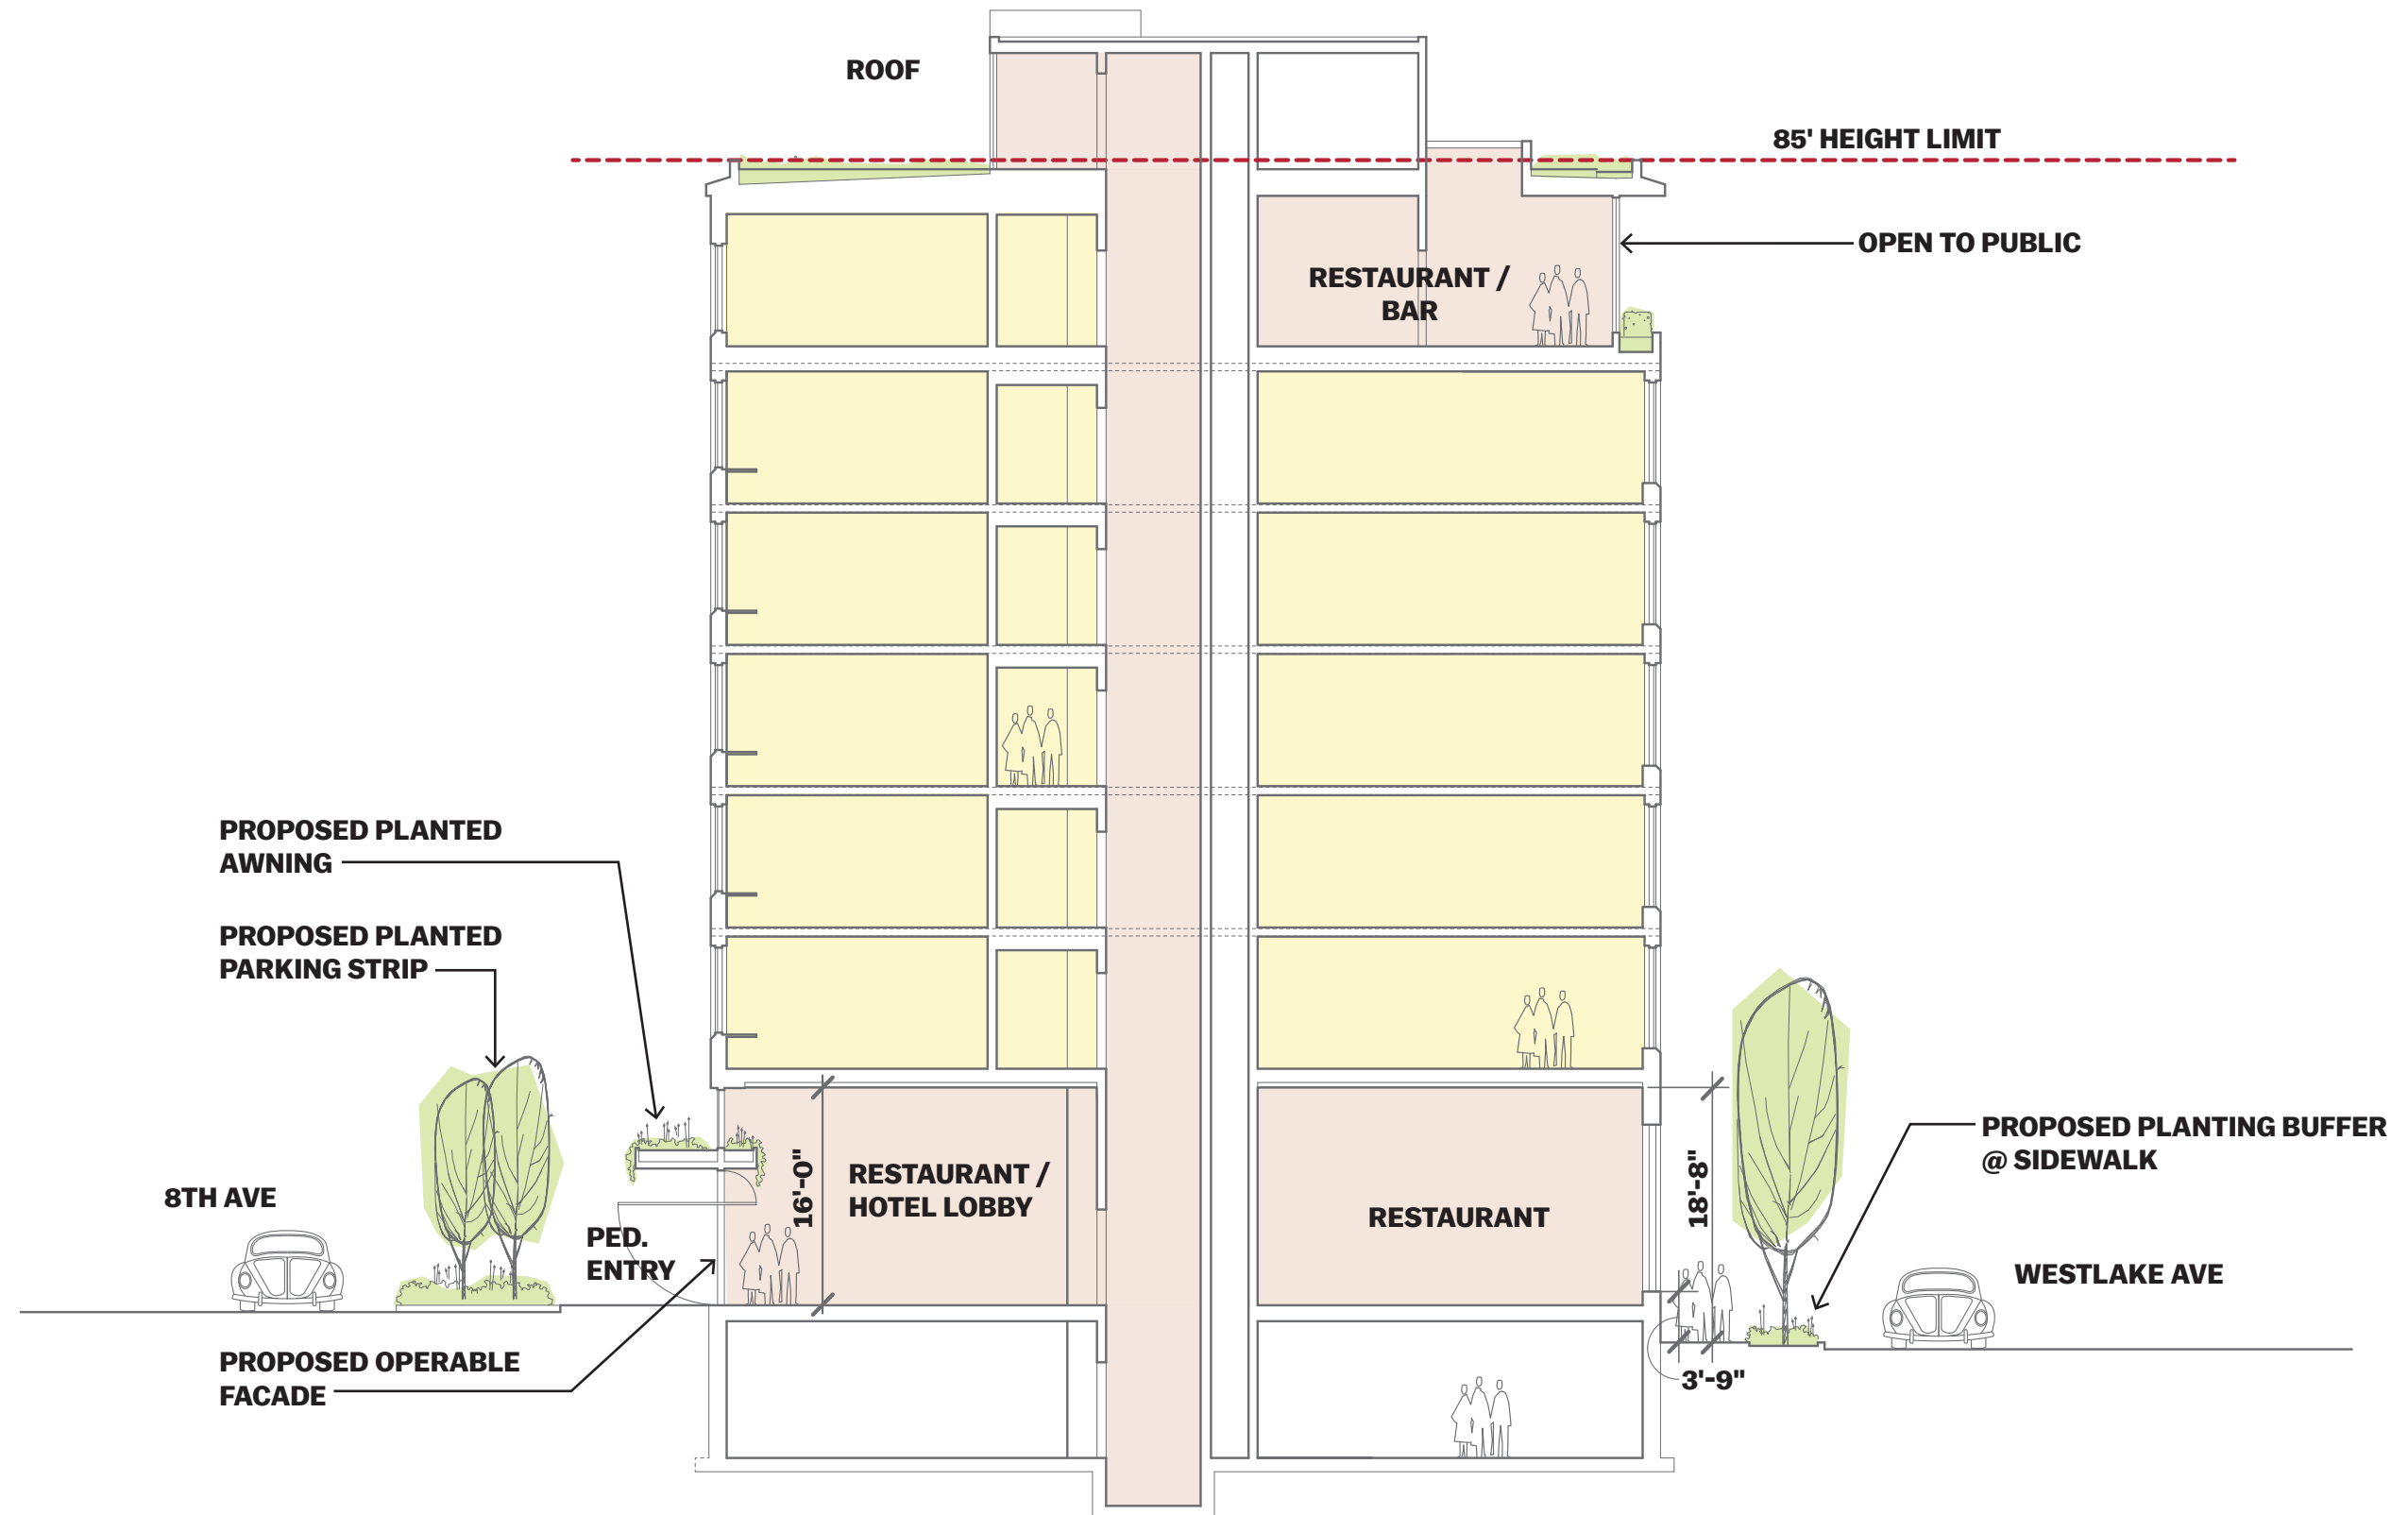 ROOF
85' HEIGHT LIMIT
OPEN TO PUBLIC
RESTAURANT /
BAR
PROPOSED PLANTED
AWNING
PROPOSED PLANTED
PARKING STRIP
8TH AVE
PED.
ENTRY
16'-0"
RESTAURANT /
HOTEL LOBBY
RESTAURANT
18'-8"
PROPOSED PLANTING BUFFER
@ SIDEWALK
WESTLAKE AVE
PROPOSED OPERABLE
FACADE
3'-9"